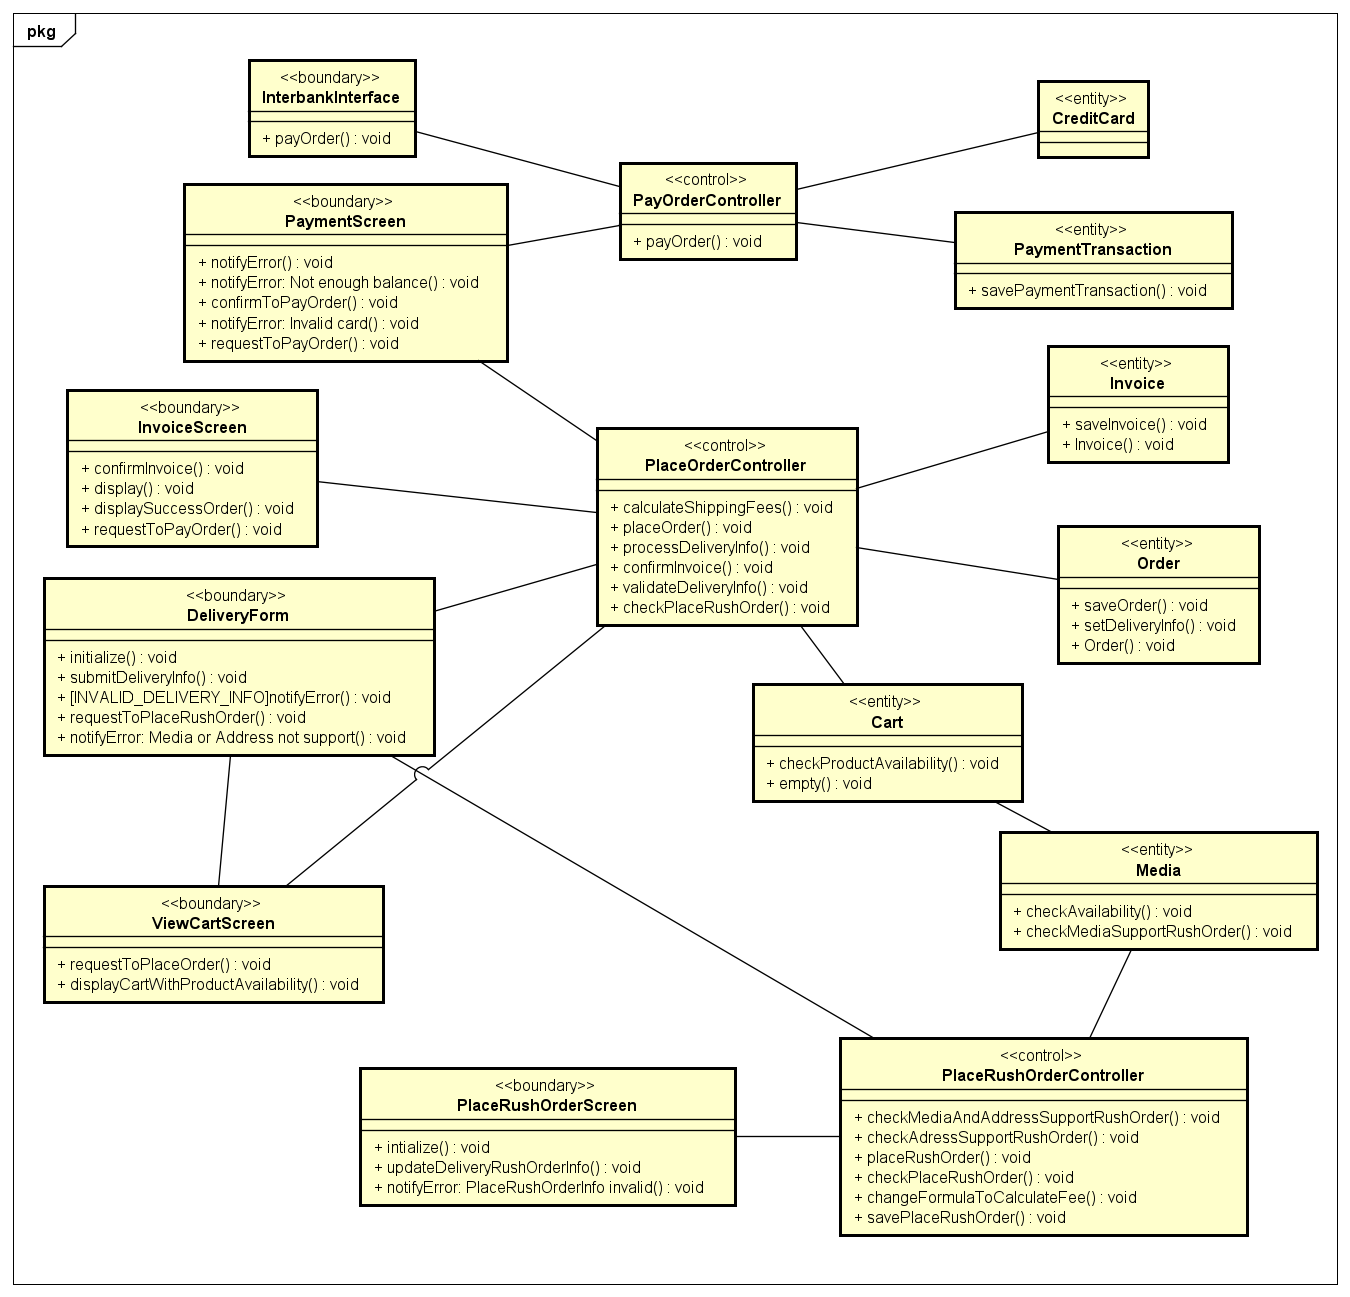 pkg
<<boundary>>
InterbankInterface
+ payOrder() : void
<<entity>>
CreditCard
<<control>>
PayOrderController
+ payOrder() : void
<<boundary>>
PaymentScreen
+ notifyError() : void
+ notifyError: Not enough balance() : void
+ confirmToPayOrder() : void
+ notifyError: Invalid card() : void
+ requestToPayOrder() : void
<<entity>>
PaymentTransaction
+ savePaymentTransaction() : void
<<entity>>
Invoice
+ saveInvoice() : void
+ Invoice() : void
<<boundary>>
InvoiceScreen
+ confirmInvoice() : void
+ display() : void
+ displaySuccessOrder() : void
+ requestToPayOrder() : void
<<control>>
PlaceOrderController
+ calculateShippingFees() : void
+ placeOrder() : void
+ processDeliveryInfo() : void
+ confirmInvoice() : void
+ validateDeliveryInfo() : void
+ checkPlaceRushOrder() : void
<<entity>>
Order
+ saveOrder() : void
+ setDeliveryInfo() : void
+ Order() : void
<<boundary>>
DeliveryForm
+ initialize() : void
+ submitDeliveryInfo() : void
+ [INVALID_DELIVERY_INFO]notifyError() : void
+ requestToPlaceRushOrder() : void
+ notifyError: Media or Address not support() : void
<<entity>>
Cart
+ checkProductAvailability() : void
+ empty() : void
<<entity>>
Media
+ checkAvailability() : void
+ checkMediaSupportRushOrder() : void
<<boundary>>
ViewCartScreen
+ requestToPlaceOrder() : void
+ displayCartWithProductAvailability() : void
<<boundary>>
PlaceRushOrderScreen
+ intialize() : void
+ updateDeliveryRushOrderInfo() : void
+ notifyError: PlaceRushOrderInfo invalid() : void
<<control>>
PlaceRushOrderController
+ checkMediaAndAddressSupportRushOrder() : void
+ checkAdressSupportRushOrder() : void
+ placeRushOrder() : void
+ checkPlaceRushOrder() : void
+ changeFormulaToCalculateFee() : void
+ savePlaceRushOrder() : void